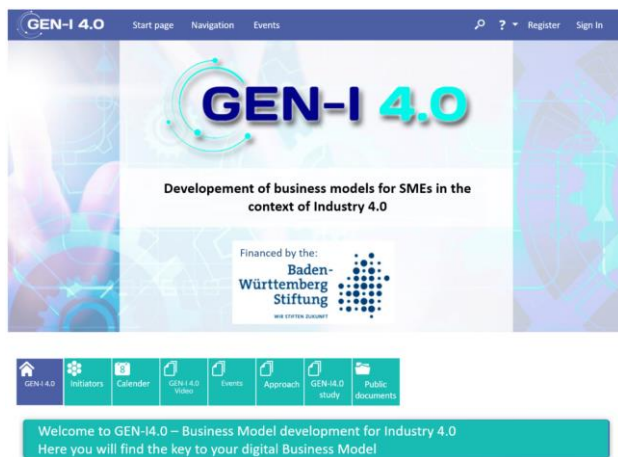 GEN-I 4.0 Start page Navigation Events ? Register Sign In
GEN-I 4.0
Developement of business models for SMEs in the
context of Industry 4.0
Financed by the:
Baden-
Württemberg
Stiftung
WIR STIFTEN ZUKUNFT
GEN-I 4.0 Initiators Calender GEN-I 4.0 Video Events Approach GEN-I4.0 study Public documents
Welcome to GEN-I4.0 – Business Model development for Industry 4.0
Here you will find the key to your digital Business Model